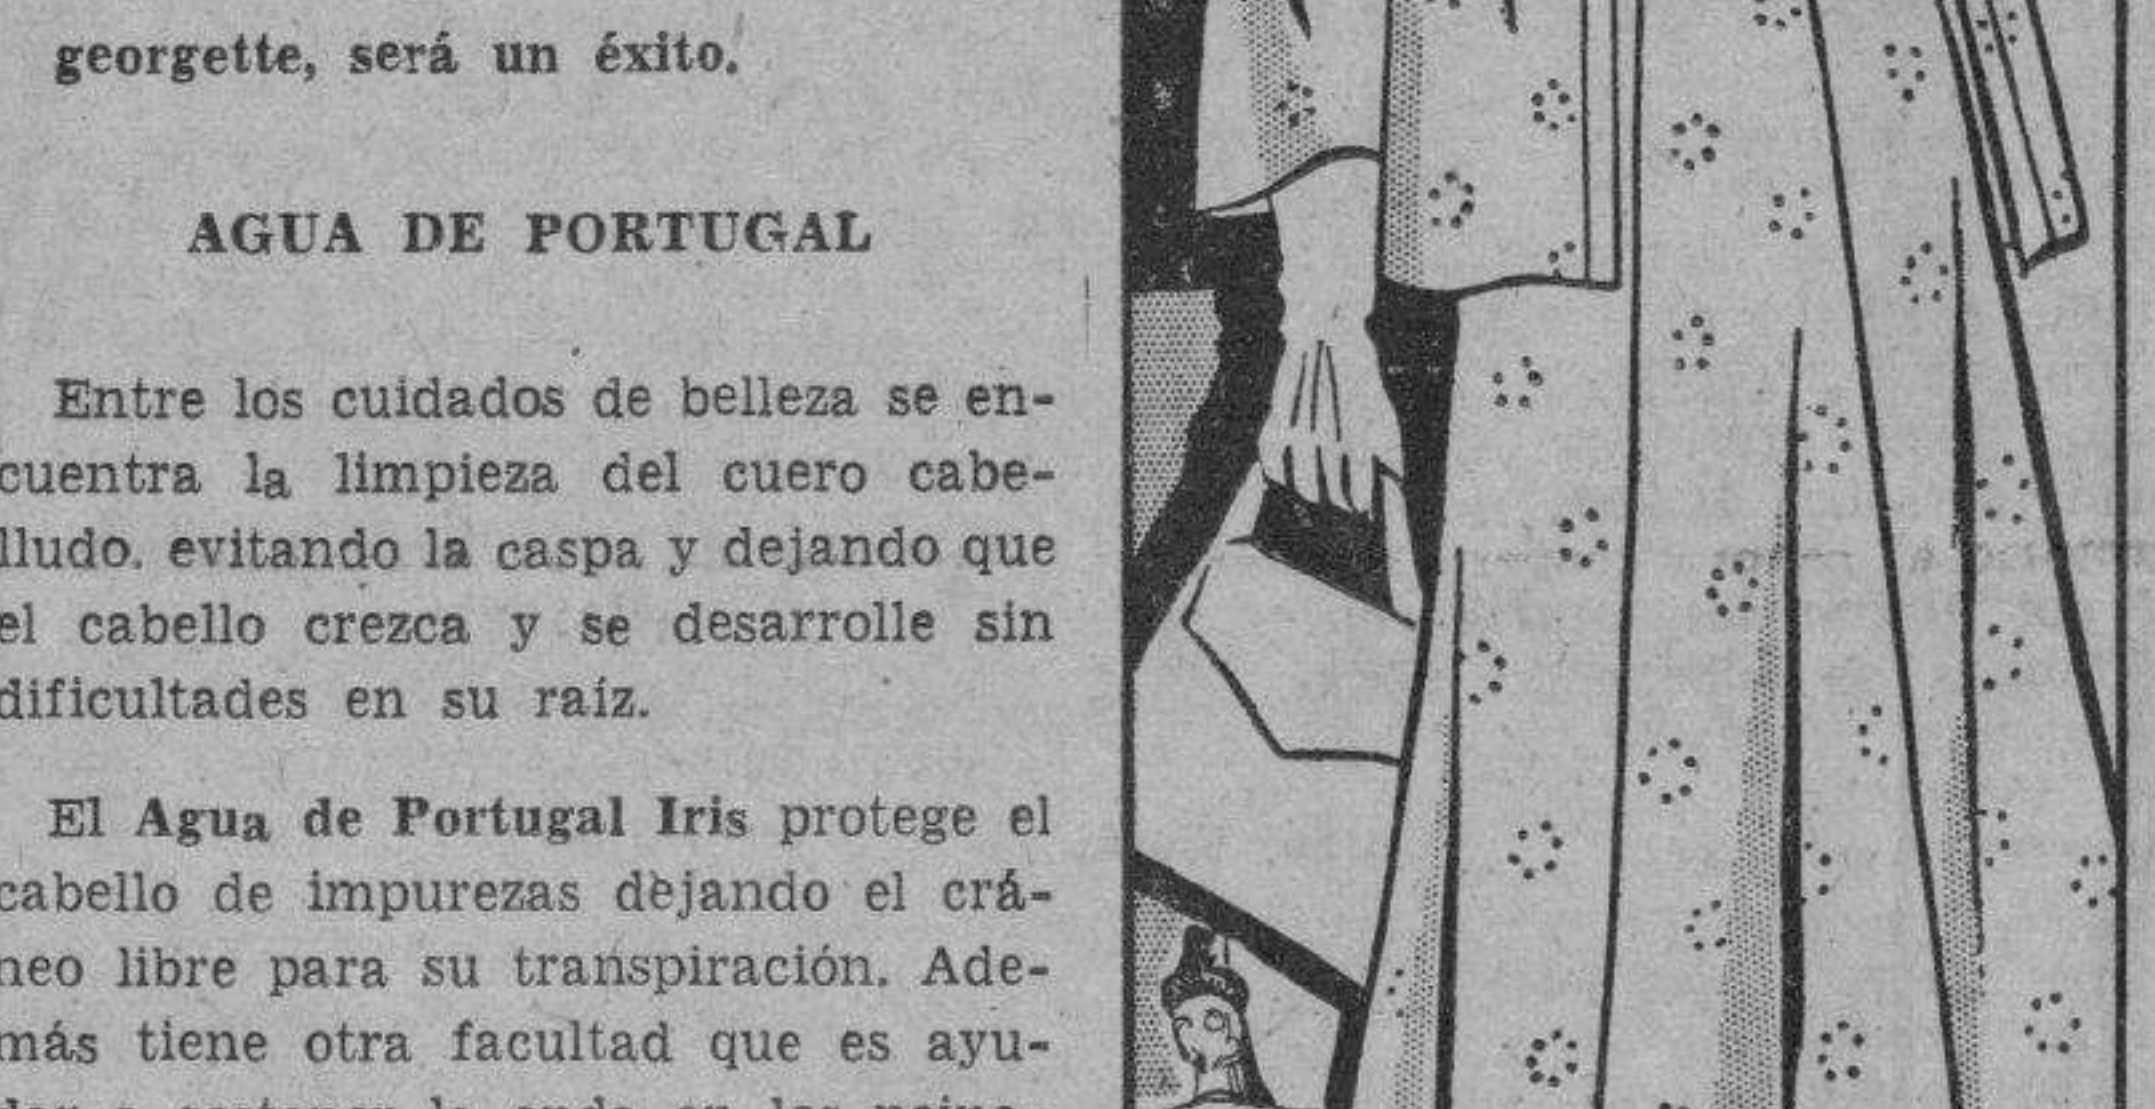 georgette, será un éxito.
AGUA DE PORTUGAL
Entre los cuidados de belleza se en-
cuentra la limpieza del cuero cabe-
lludo. evitando la caspa y dejando que
el cabello crezca y se desarrolle sin
dificultades en su raíz.
El Agua de Portugal Iris protege el
cabello de impurezas dejando el crá-
neo libre para su transpiración. Ade-
más tiene otra facultad que es ayu-